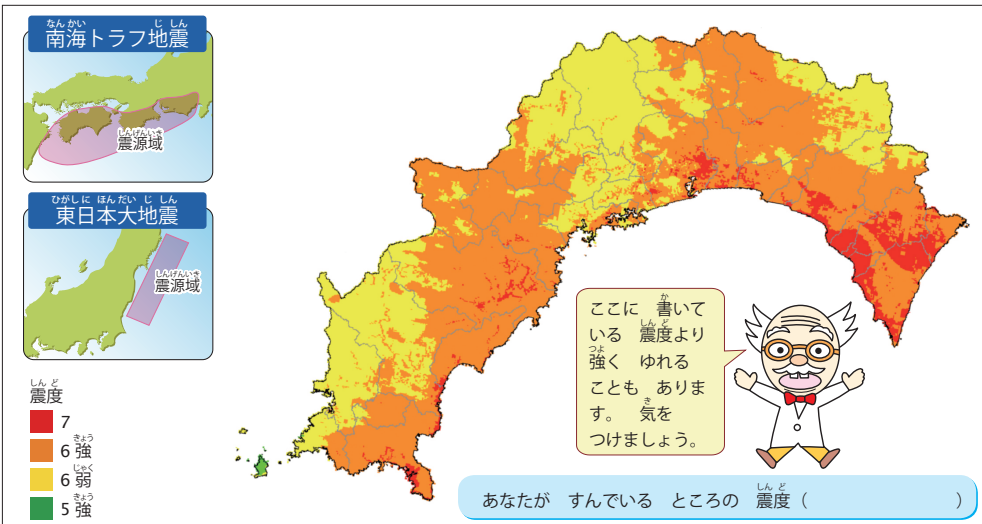 なんかい じしん
南海トラフ地震
しんげんいき
震源域
ひがしに ほんだい じ しん
東日本大地震
しんげんいき
震源域
しんど
震度
7
きょう
6強
じゃく
6弱
きょう
5強
か
ここに 書いて
しんど
いる 震度より
つよ
強く ゆれる
ことも ありま
き
す。 気を
つけましょう。
しんど
あなたが すんでいる ところの 震度( )